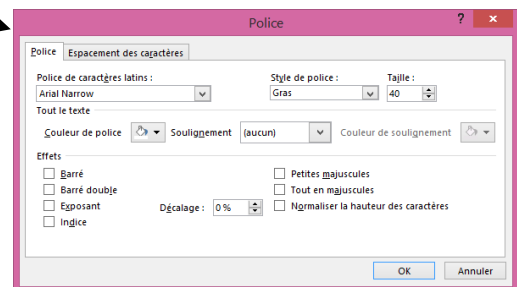 Police ?
Police Espacement des caractères
Police de caractères latins : Style de police : Taille :
Arial Narrow Gras 40
Tout le texte
Couleur de police Soulignement (aucun) Couleur de soulignement
Effets
Barré Petites majuscules
Barré double Tout en majuscules
Exposant Décalage : 0 % Normaliser la hauteur des caractères
Indice
OK Annuler